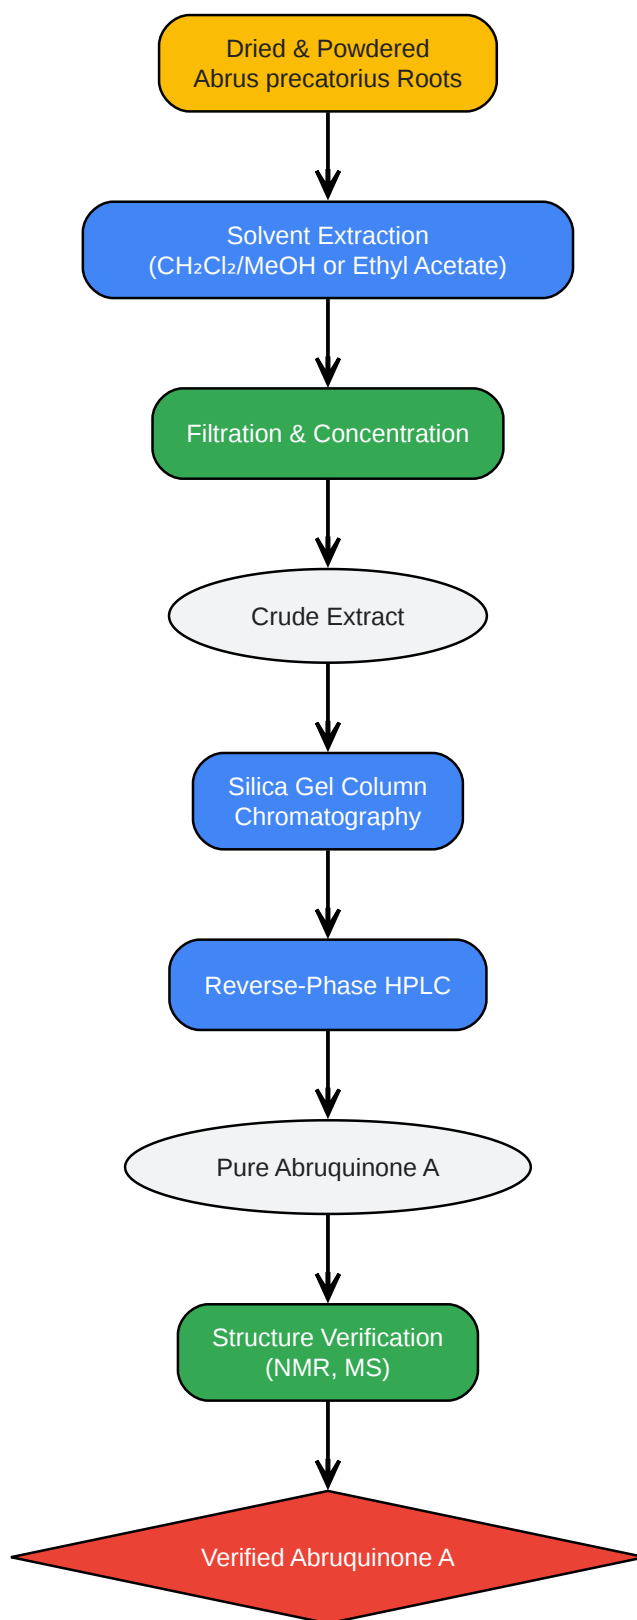 Dried & Powdered
Abrus precatorius Roots
Solvent Extraction
(CH₂Cl₂/MeOH or Ethyl Acetate)
Filtration & Concentration
Crude Extract
Silica Gel Column
Chromatography
Reverse-Phase HPLC
Pure Abruquinone A
Structure Verification
(NMR, MS)
Verified Abruquinone A